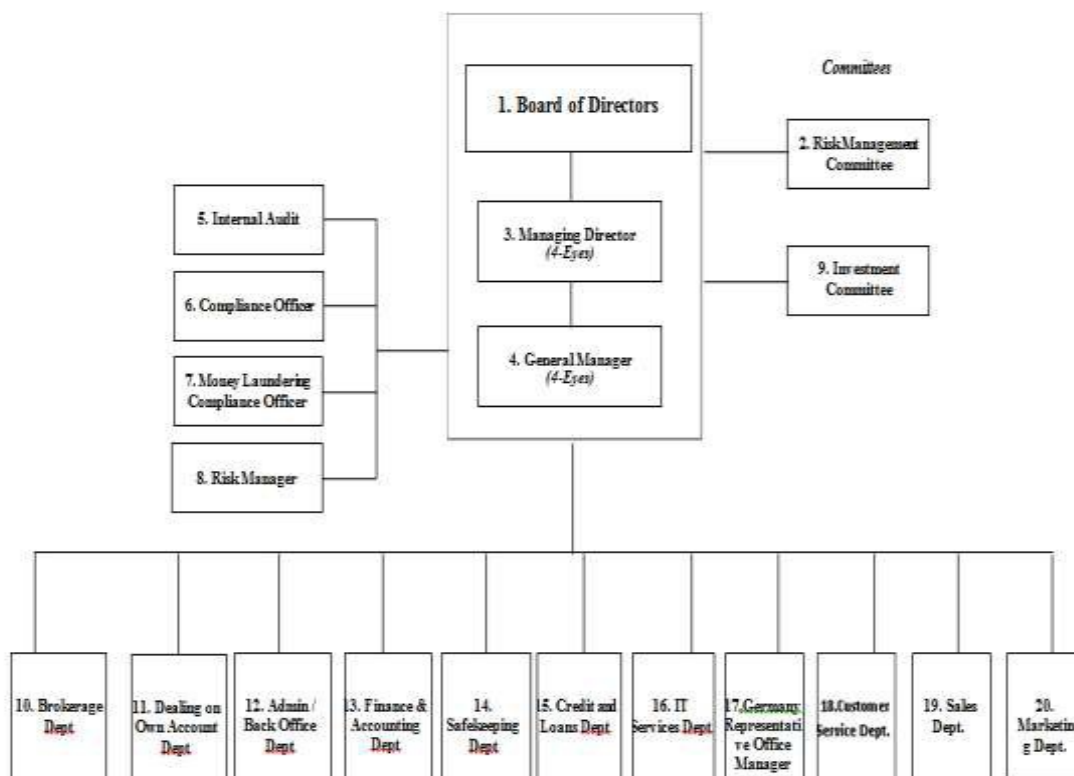 Committees
1. Board of Directors
2. Risk Management
Committee
5. Internal Audit
3. Managing Director
(4-Eyes)
9. Investment
Committee
6. Compliance Officer
4. General Manager
(4-Eyes)
7. Money Laundering
Compliance Officer
8. Risk Manager
10. Brokerage
Dept
11. Dealing on
Own Account
Dept
12. Admin /
Back Office
Dept
13. Finance &
Accounting
Dept
14.
Safekeeping
Dept
15. Credit and
Loans Dept
16. IT
Services Dept
17.Germany
Representati
ve Office
Manager
18.Customer
Service Dept.
19. Sales
Dept.
20.
Marketin
g Dept.